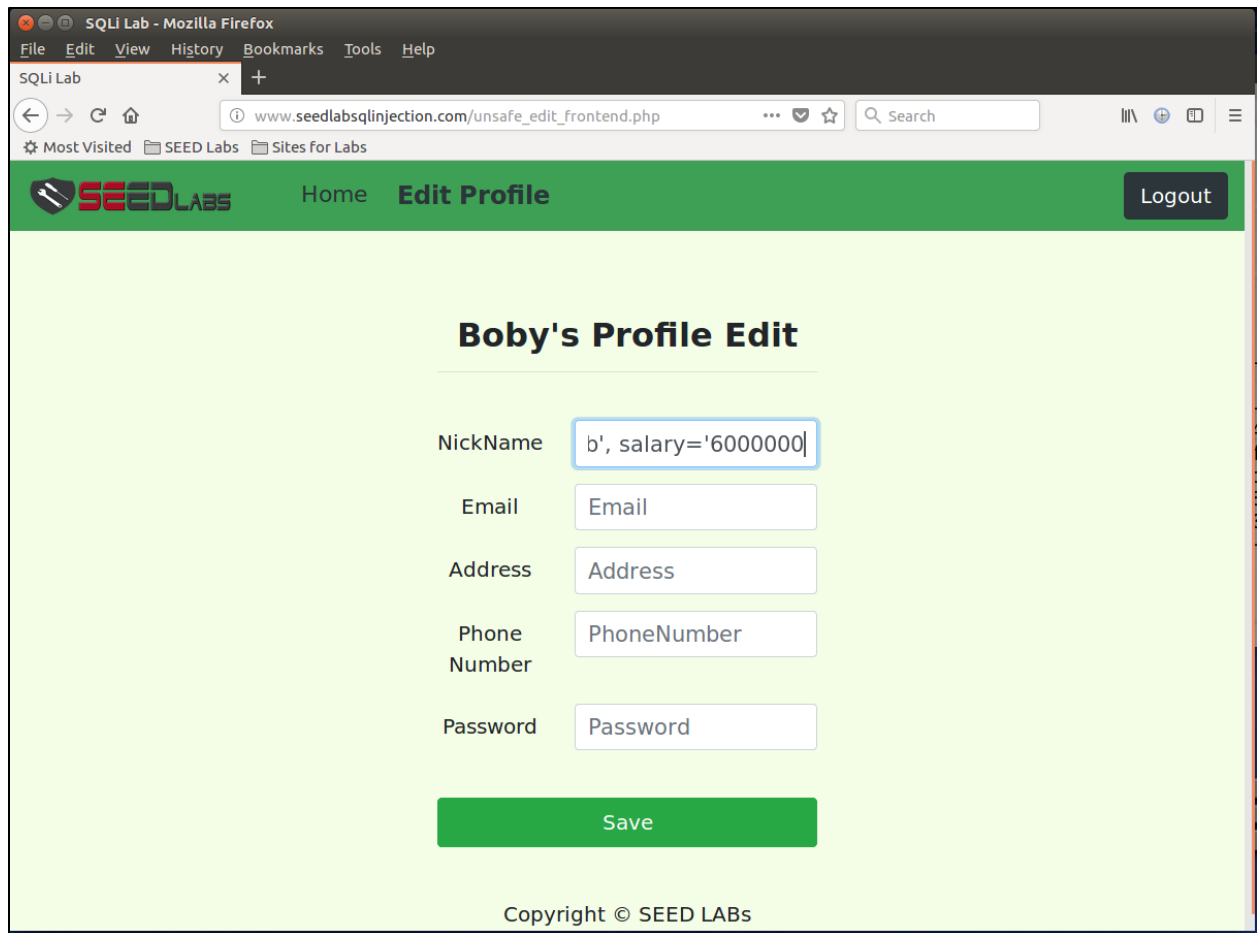 SQLi Lab - Mozilla Firefox
File Edit View History Bookmarks Tools Help
SQLi Lab
www.seedlabsqlinjection.com/unsafe_edit_frontend.php
Search
Most Visited SEED Labs Sites for Labs
SEEDLABS Home Edit Profile Logout
Boby's Profile Edit
NickName b', salary='6000000
Email Email
Address Address
Phone PhoneNumber
Number
Password Password
Save
Copyright © SEED LABs